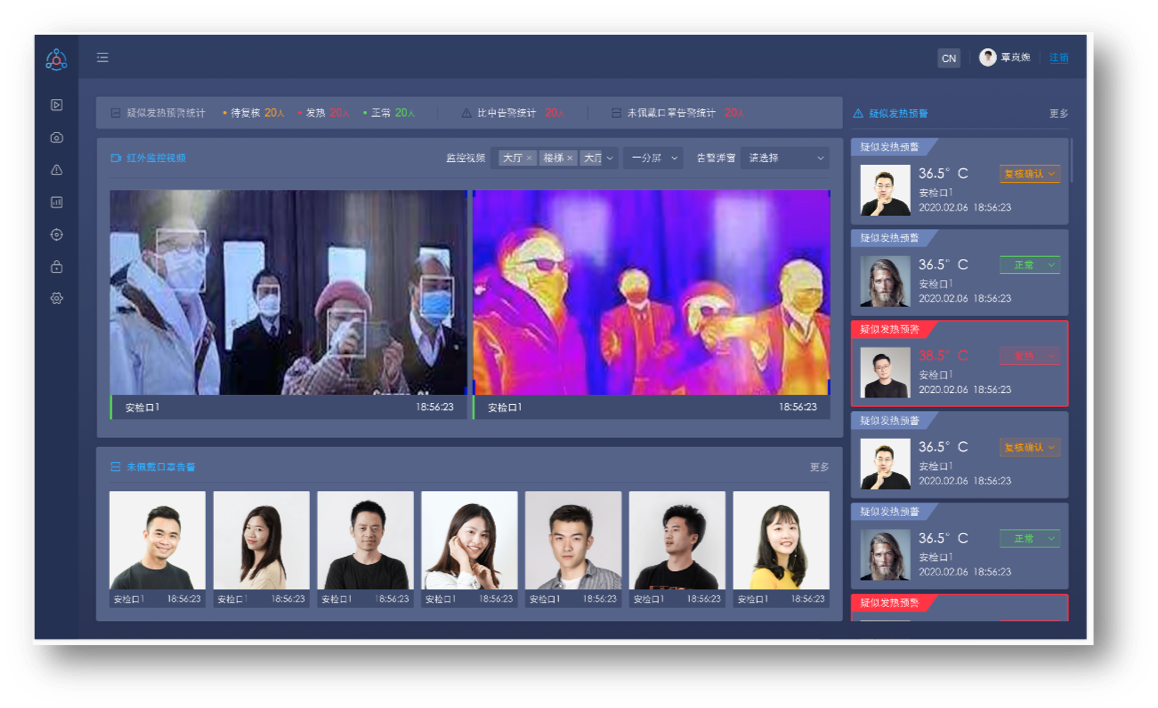 CN
覃岚逸 注销
疑似发热预警统计 •待复核 20人 •发热 20人 •正常 20人 比中告警统计 20人 未佩戴口罩告警统计 20人
红外监控视频 监控视频 大厅× 楼梯× 大厅 一分屏 告警弹窗 请选择
安检口1 18:56:23
安检口1 18:56:23
未佩戴口罩告警 更多
安检口1 18:56:23
安检口1 18:56:23
安检口1 18:56:23
安检口1 18:56:23
安检口1 18:56:23
安检口1 18:56:23
安检口1 18:56:23
疑似发热预警 更多
疑似发热预警
36.5° C 复核确认
安检口1
2020.02.06 18:56:23
疑似发热预警
36.5° C 正常
安检口1
2020.02.06 18:56:23
疑似发热预警
38.5° C 发热
安检口1
2020.02.06 18:56:23
疑似发热预警
36.5° C 复核确认
安检口1
2020.02.06 18:56:23
疑似发热预警
36.5° C 正常
安检口1
2020.02.06 18:56:23
疑似发热预警